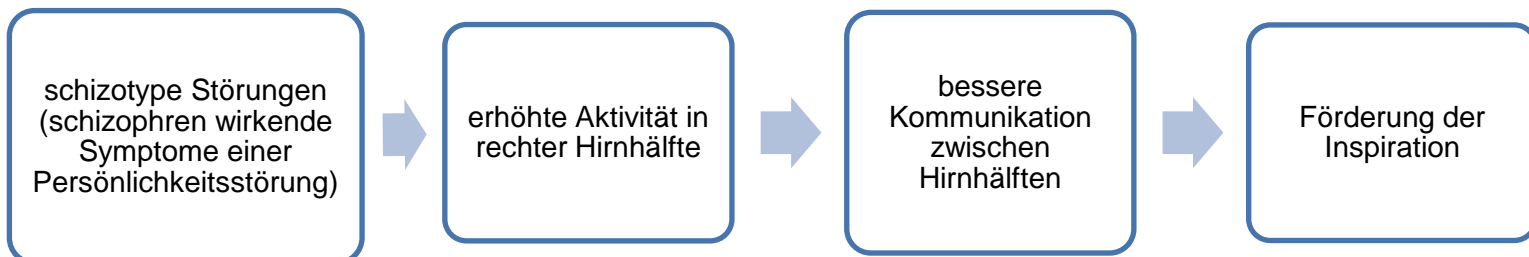 schizotype Störungen
(schizophren wirkende
Symptome einer
Persönlichkeitsstörung)
erhöhte Aktivität in
rechter Hirnhälfte
bessere
Kommunikation
zwischen
Hirnhälften
Förderung der
Inspiration